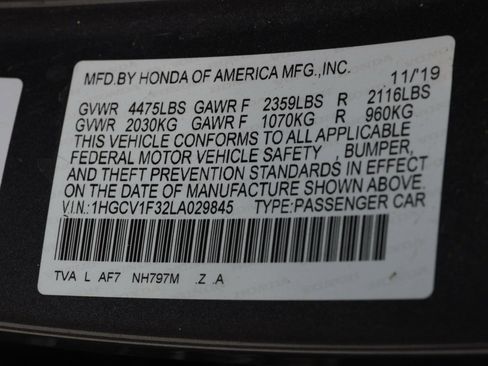 MFD.BY HONDA OF AMERICA MFG.,INC. 11/'19
GVWR 4475LBS GAWR F 2359LBS R 2116LBS
GVWR 2030KG GAWR F 1070KG R 960KG
THIS VEHICLE CONFORMS TO ALL APPLICABLE
FEDERAL MOTOR VEHICLE SAFETY , BUMPER,
AND THEFT PREVENTION STANDARDS IN EFFECT
ON THE DATE OF MANUFACTURE SHOWN ABOVE.
V.I.N.: 1HGCV1F32LA029845 TYPE:PASSENGER CAR
TVA L AF7 NH797M .Z .A